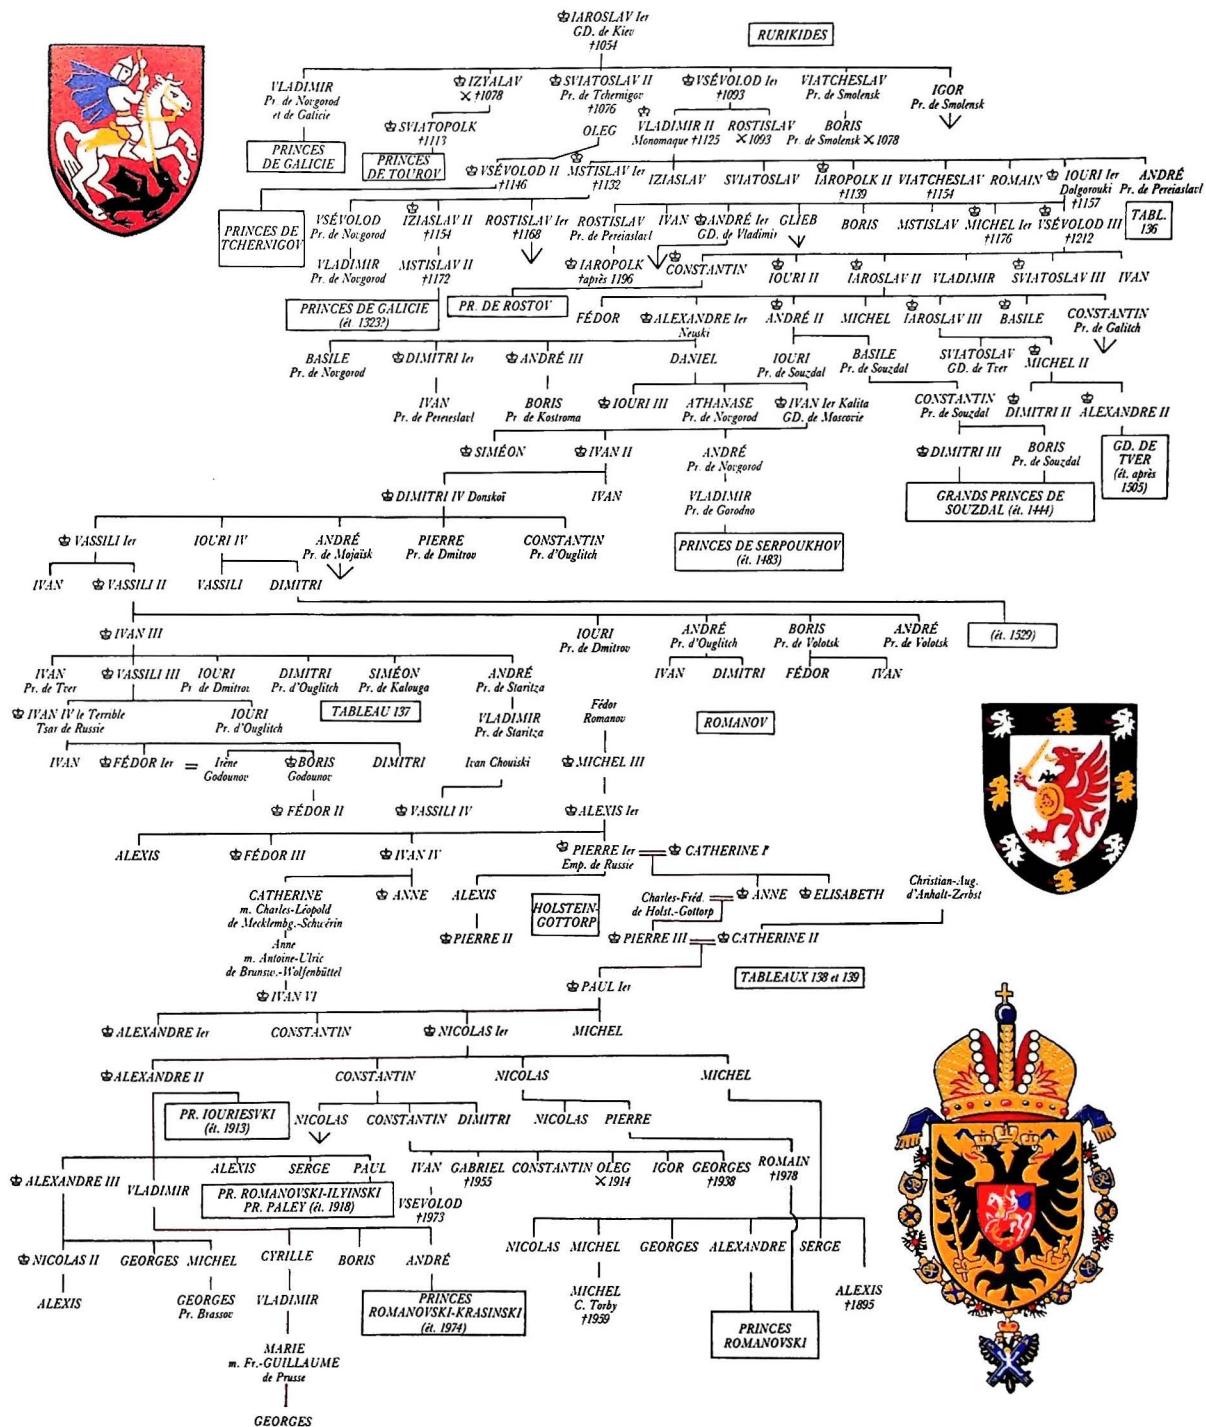 IAROSLAV Ier
GD. de Kiev
†1054
RURIKIDES
VLADIMIR
Pr. de Novgorod
et de Galicie
IZYALAV
✕ †1078
SVIATOSLAV II
Pr. de Tchernigov
†1076
VSÉVOLOD Ier
†1093
VIATCHESLAV
Pr. de Smolensk
IGOR
Pr. de Smolensk
PRINCES
DE GALICIE
SVIATOPOLK
†1113
PRINCES
DE TOUROV
OLEG
VLADIMIR II
Monomaque †1125
ROSTISLAV
✕ 1093
BORIS
Pr. de Smolensk ✕ 1078
VSÉVOLOD II
†1146
MSTISLAV Ier
†1132
IZIASLAV
SVIATOSLAV
IAROPOLK II
†1139
VIATCHESLAV
†1154
ROMAIN
IOURI Ier
Dolgorouki
†1157
ANDRÉ
Pr. de Pereiaslavl
TABL.
136
PRINCES DE
TCHERNIGOV
VSÉVOLOD
Pr. de Novgorod
IZIASLAV II
†1154
ROSTISLAV Ier
†1168
ROSTISLAV
Pr. de Pereiaslavl
IVAN
ANDRÉ Ier
GD. de Vladimir
GLIEB
BORIS
MSTISLAV
MICHEL Ier
†1176
VSÉVOLOD III
†1212
VLADIMIR
Pr. de Novgorod
MSTISLAV II
†1172
IAROPOLK
†après 1196
CONSTANTIN
IOURI II
IAROSLAV II
VLADIMIR
SVIATOSLAV III
IVAN
PRINCES DE GALICIE
(ét. 1323?)
PR. DE ROSTOV
FÉDOR
ALEXANDRE Ier
Neuski
ANDRÉ II
MICHEL
IAROSLAV III
BASILE
CONSTANTIN
Pr. de Galitch
BASILE
Pr. de Novgorod
DIMITRI Ier
ANDRÉ III
DANIEL
IOURI
Pr. de Souzdal
BASILE
Pr. de Souzdal
SVIATOSLAV
GD. de Tver
MICHEL II
IVAN
Pr. de Pereieslavl
BORIS
Pr. de Kostroma
IOURI III
ATHANASE
Pr. de Novgorod
IVAN Ier Kalita
GD. de Moscovie
CONSTANTIN
Pr. de Souzdal
DIMITRI II
ALEXANDRE II
SIMÉON
IVAN II
ANDRÉ
Pr. de Novgorod
DIMITRI III
BORIS
Pr. de Souzdal
GD. DE
TVER
(ét. après
1505)
DIMITRI IV Donskoï
IVAN
VLADIMIR
Pr. de Gorodno
GRANDS PRINCES DE
SOUZDAL (ét. 1444)
VASSILI Ier
IOURI IV
ANDRÉ
Pr. de Mojaïsk
PIERRE
Pr. de Dmitrov
CONSTANTIN
Pr. d'Ouglitch
PRINCES DE SERPOUKHOV
(ét. 1483)
IVAN
VASSILI II
VASSILI
DIMITRI
IVAN III
IOURI
Pr. de Dmitrov
ANDRÉ
Pr. d'Ouglitch
BORIS
Pr. de Volotsk
ANDRÉ
Pr. de Volotsk
(ét. 1529)
IVAN
Pr. de Tver
VASSILI III
IOURI
Pr. de Dmitrov
DIMITRI
Pr. d'Ouglitch
SIMÉON
Pr. de Kalouga
ANDRÉ
Pr. de Staritza
IVAN
DIMITRI
FÉDOR
IVAN
IVAN IV le Terrible
Tsar de Russie
IOURI
Pr. d'Ouglitch
TABLEAU 137
VLADIMIR
Pr. de Staritza
Fédor
Romanov
ROMANOV
IVAN
FÉDOR Ier
Irène
Godounov
BORIS
Godounov
DIMITRI
Ivan Chouiski
MICHEL III
FÉDOR II
VASSILI IV
ALEXIS Ier
ALEXIS
FÉDOR III
IVAN IV
PIERRE Ier
Emp. de Russie
CATHERINE Ie
CATHERINE
m. Charles-Léopold
de Mecklembg.-Schwérin
ANNE
ALEXIS
HOLSTEIN-
GOTTORP
Charles-Fréd.
de Holst.-Gottorp
ANNE
ELISABETH
Christian-Aug.
d'Anhalt-Zerbst
PIERRE II
PIERRE III
CATHERINE II
Anne
m. Antoine-Ulric
de Brunsw.-Wolfenbüttel
IVAN VI
PAUL Ier
TABLEAUX 138 et 139
ALEXANDRE Ier
CONSTANTIN
NICOLAS Ier
MICHEL
ALEXANDRE II
CONSTANTIN
NICOLAS
MICHEL
PR. IOURIESVKI
(ét. 1913)
NICOLAS
CONSTANTIN
DIMITRI
NICOLAS
PIERRE
ALEXANDRE III
VLADIMIR
ALEXIS
SERGE
PAUL
IVAN
GABRIEL
†1955
CONSTANTIN
OLEG
✕ 1914
IGOR
GEORGES
†1938
ROMAIN
†1978
PR. ROMANOVSKI-ILYINSKI
PR. PALEY (ét. 1918)
VSEVOLOD
†1973
NICOLAS II
GEORGES
MICHEL
CYRILLE
BORIS
ANDRÉ
NICOLAS
MICHEL
GEORGES
ALEXANDRE
SERGE
ALEXIS
†1895
ALEXIS
GEORGES
Pr. Brassov
VLADIMIR
PRINCES
ROMANOVSKI-KRASINSKI
(ét. 1974)
MICHEL
C. Torby
†1959
PRINCES
ROMANOVSKI
MARIE
m. Fr.-GUILLAUME
de Prusse
GEORGES